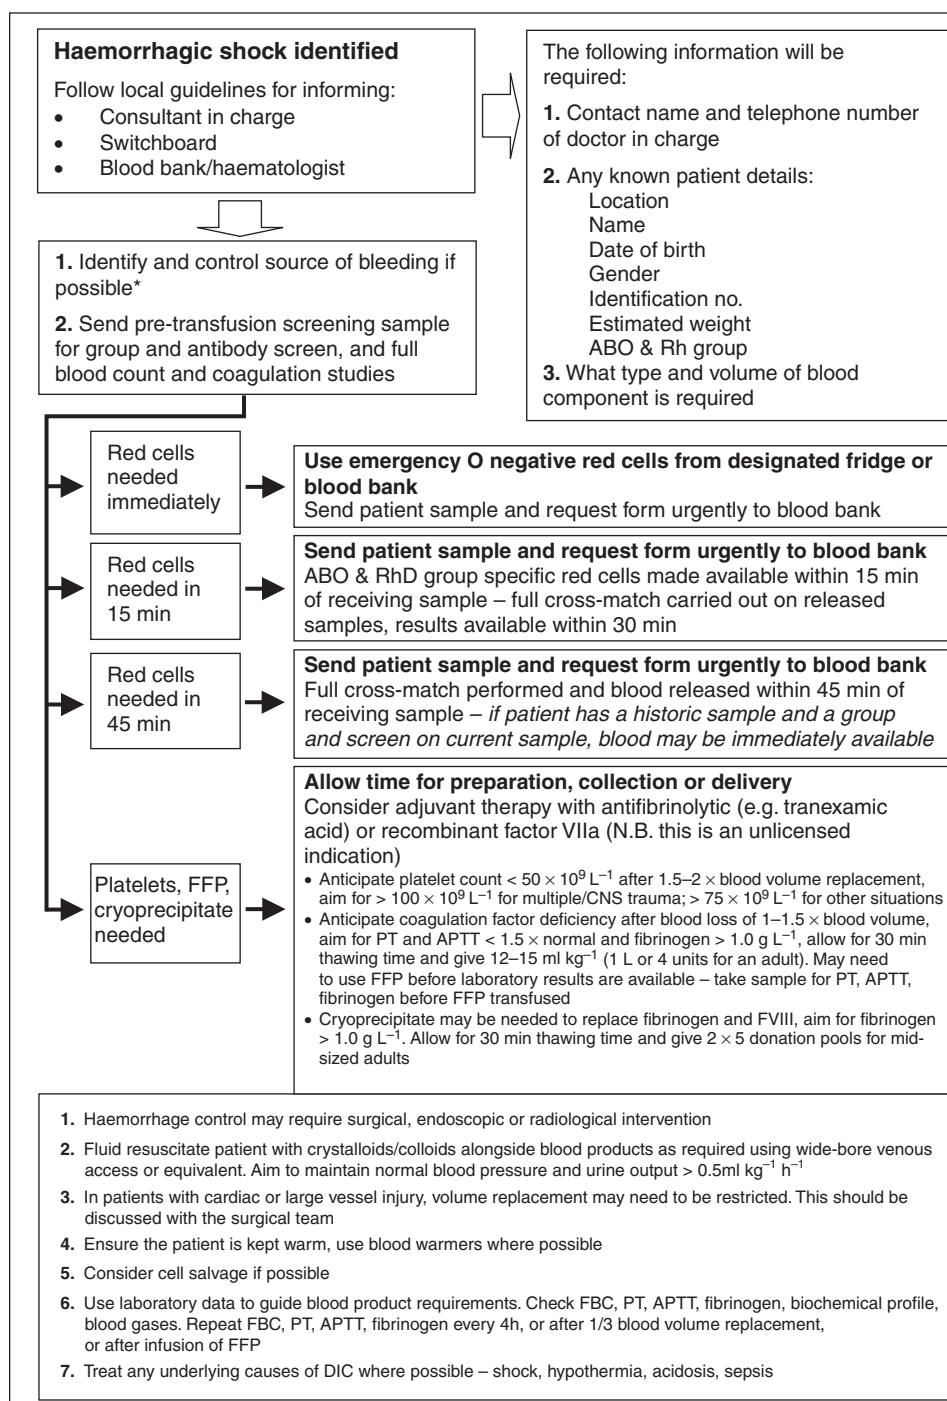 Haemorrhagic shock identified
Follow local guidelines for informing:
• Consultant in charge
• Switchboard
• Blood bank/haematologist
The following information will be
required:
1. Contact name and telephone number
of doctor in charge
2. Any known patient details:
Location
Name
Date of birth
Gender
Identification no.
Estimated weight
ABO & Rh group
3. What type and volume of blood
component is required
1. Identify and control source of bleeding if
possible*
2. Send pre-transfusion screening sample
for group and antibody screen, and full
blood count and coagulation studies
Red cells
needed
immediately
Use emergency O negative red cells from designated fridge or
blood bank
Send patient sample and request form urgently to blood bank
Red cells
needed in
15 min
Send patient sample and request form urgently to blood bank
ABO & RhD group specific red cells made available within 15 min
of receiving sample – full cross-match carried out on released
samples, results available within 30 min
Red cells
needed in
45 min
Send patient sample and request form urgently to blood bank
Full cross-match performed and blood released within 45 min of
receiving sample – if patient has a historic sample and a group
and screen on current sample, blood may be immediately available
Platelets, FFP,
cryoprecipitate
needed
Allow time for preparation, collection or delivery
Consider adjuvant therapy with antifibrinolytic (e.g. tranexamic
acid) or recombinant factor VIIa (N.B. this is an unlicensed
indication)
• Anticipate platelet count < 50 × 10⁹ L⁻¹ after 1.5–2 × blood volume replacement,
aim for > 100 × 10⁹ L⁻¹ for multiple/CNS trauma; > 75 × 10⁹ L⁻¹ for other situations
• Anticipate coagulation factor deficiency after blood loss of 1–1.5 × blood volume,
aim for PT and APTT < 1.5 × normal and fibrinogen > 1.0 g L⁻¹, allow for 30 min
thawing time and give 12–15 ml kg⁻¹ (1 L or 4 units for an adult). May need
to use FFP before laboratory results are available – take sample for PT, APTT,
fibrinogen before FFP transfused
• Cryoprecipitate may be needed to replace fibrinogen and FVIII, aim for fibrinogen
> 1.0 g L⁻¹. Allow for 30 min thawing time and give 2 × 5 donation pools for mid-
sized adults
1. Haemorrhage control may require surgical, endoscopic or radiological intervention
2. Fluid resuscitate patient with crystalloids/colloids alongside blood products as required using wide-bore venous
access or equivalent. Aim to maintain normal blood pressure and urine output > 0.5ml kg⁻¹ h⁻¹
3. In patients with cardiac or large vessel injury, volume replacement may need to be restricted. This should be
discussed with the surgical team
4. Ensure the patient is kept warm, use blood warmers where possible
5. Consider cell salvage if possible
6. Use laboratory data to guide blood product requirements. Check FBC, PT, APTT, fibrinogen, biochemical profile,
blood gases. Repeat FBC, PT, APTT, fibrinogen every 4h, or after 1/3 blood volume replacement,
or after infusion of FFP
7. Treat any underlying causes of DIC where possible – shock, hypothermia, acidosis, sepsis